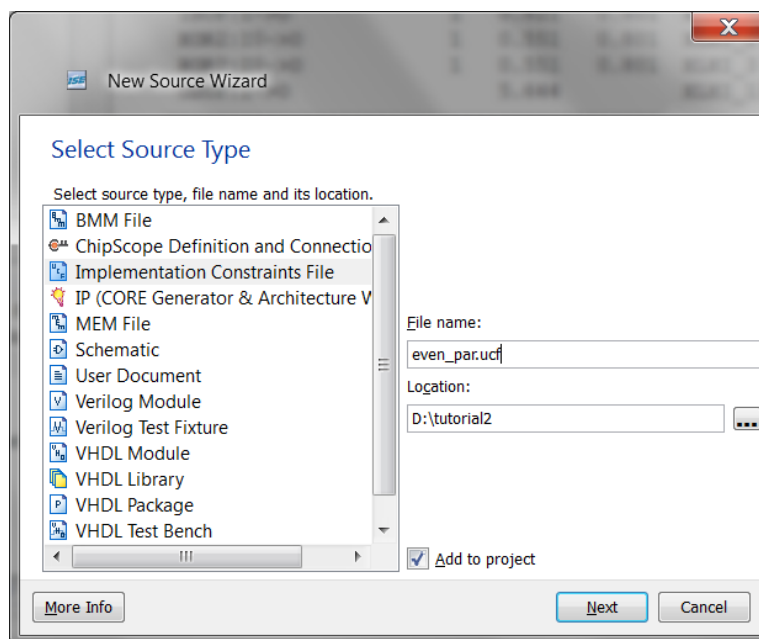 ISE New Source Wizard
X
Select Source Type
Select source type, file name and its location.
BMM File
ChipScope Definition and Connectio
Implementation Constraints File
IP (CORE Generator & Architecture W
MEM File
Schematic
User Document
Verilog Module
Verilog Test Fixture
VHDL Module
VHDL Library
VHDL Package
VHDL Test Bench
File name:
even_par.ucf
Location:
D:\tutorial2
...
Add to project
More Info
Next
Cancel